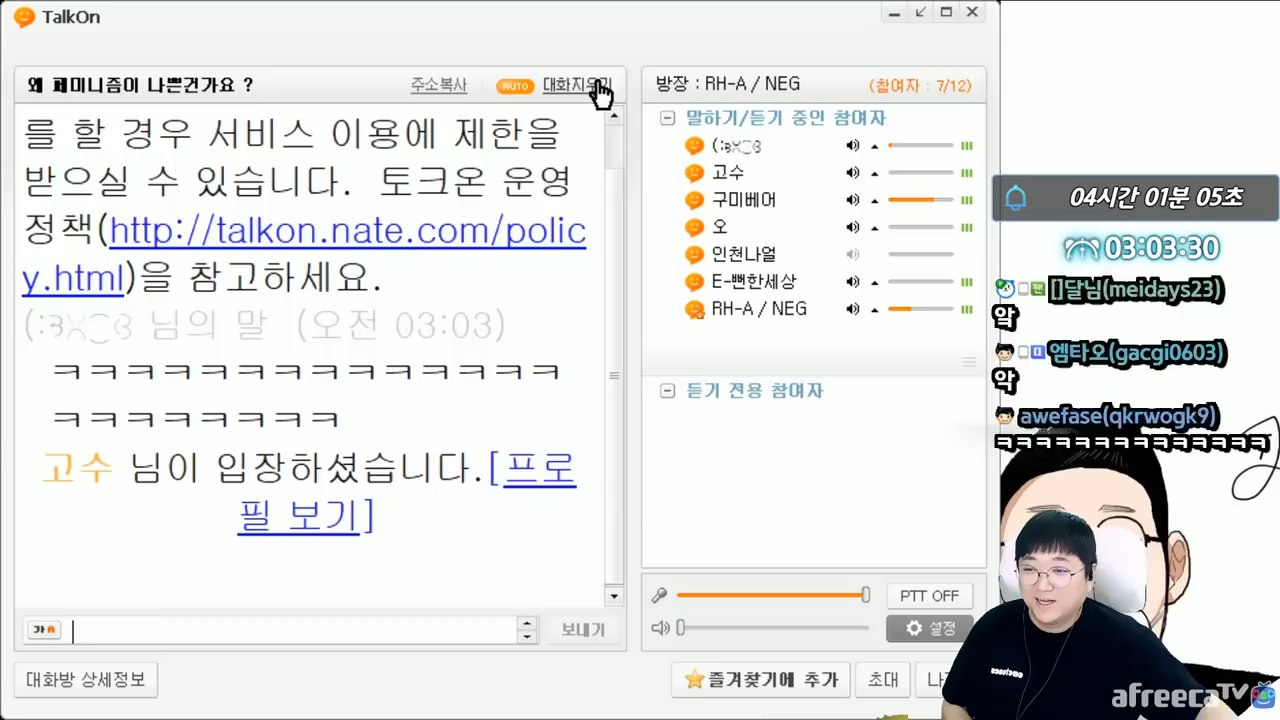 TalkOn
왜 페미니즘이 나쁜건가요 ?
주소복사
AUTO
대화지우기
를 할 경우 서비스 이용에 제한을
받으실 수 있습니다. 토크온 운영
정책(http://talkon.nate.com/polic
y.html)을 참고하세요.
님의 말 (오전 03:03)
ㅋㅋㅋㅋㅋㅋㅋㅋㅋㅋㅋㅋㅋㅋ
ㅋㅋㅋㅋㅋㅋㅋㅋ
고수 님이 입장하셨습니다.[프로
필 보기]
가
보내기
대화방 상세정보
방장 : RH-A / NEG
(참여자 : 7/12)
말하기/듣기 중인 참여자
고수
구미베어
오
인천나얼
E-뻔한세상
RH-A / NEG
듣기 전용 참여자
PTT OFF
설정
즐겨찾기에 추가
초대
04시간 01분 05초
03:03:30
팬 []달님(meidays23)
악
엠타오(gacgi0603)
악
awefase(qkrwogk9)
ㅋㅋㅋㅋㅋㅋㅋㅋㅋㅋㅋㅋㅋㅋ
afreecaTV